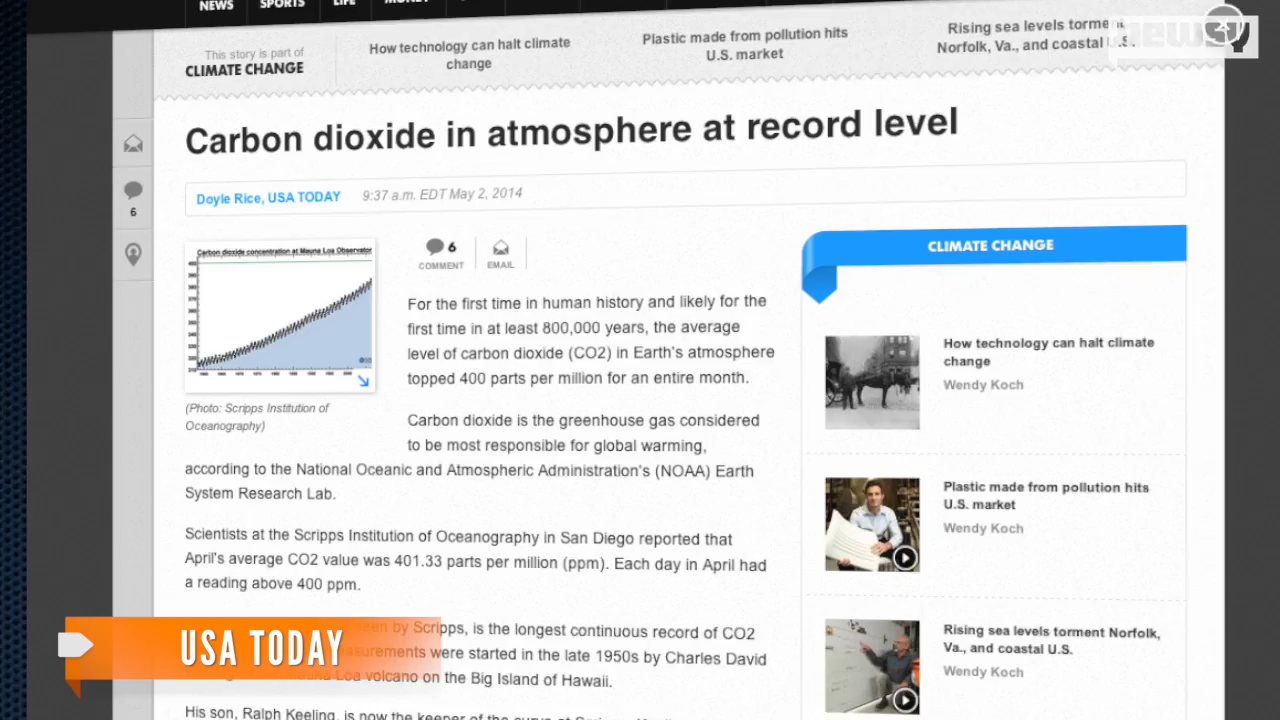 NEWS SPORTS LIFE MONEY
This story is part of
CLIMATE CHANGE
How technology can halt climate
change
Plastic made from pollution hits
U.S. market
Rising sea levels torment
Norfolk, Va., and coastal U.S.
newsy
Carbon dioxide in atmosphere at record level
Doyle Rice, USA TODAY 9:37 a.m. EDT May 2, 2014
6
Carbon dioxide concentration at Mauna Loa Observatory
(Photo: Scripps Institution of
Oceanography)
6
COMMENT EMAIL
For the first time in human history and likely for the
first time in at least 800,000 years, the average
level of carbon dioxide (CO2) in Earth's atmosphere
topped 400 parts per million for an entire month.
Carbon dioxide is the greenhouse gas considered
to be most responsible for global warming,
according to the National Oceanic and Atmospheric Administration's (NOAA) Earth
System Research Lab.
Scientists at the Scripps Institution of Oceanography in San Diego reported that
April's average CO2 value was 401.33 parts per million (ppm). Each day in April had
a reading above 400 ppm.
by Scripps, is the longest continuous record of CO2
measurements were started in the late 1950s by Charles David
Loa volcano on the Big Island of Hawaii.
His son, Ralph Keeling, is now the keeper of the curve at
CLIMATE CHANGE
How technology can halt climate
change
Wendy Koch
Plastic made from pollution hits
U.S. market
Wendy Koch
Rising sea levels torment Norfolk,
Va., and coastal U.S.
Wendy Koch
USA TODAY